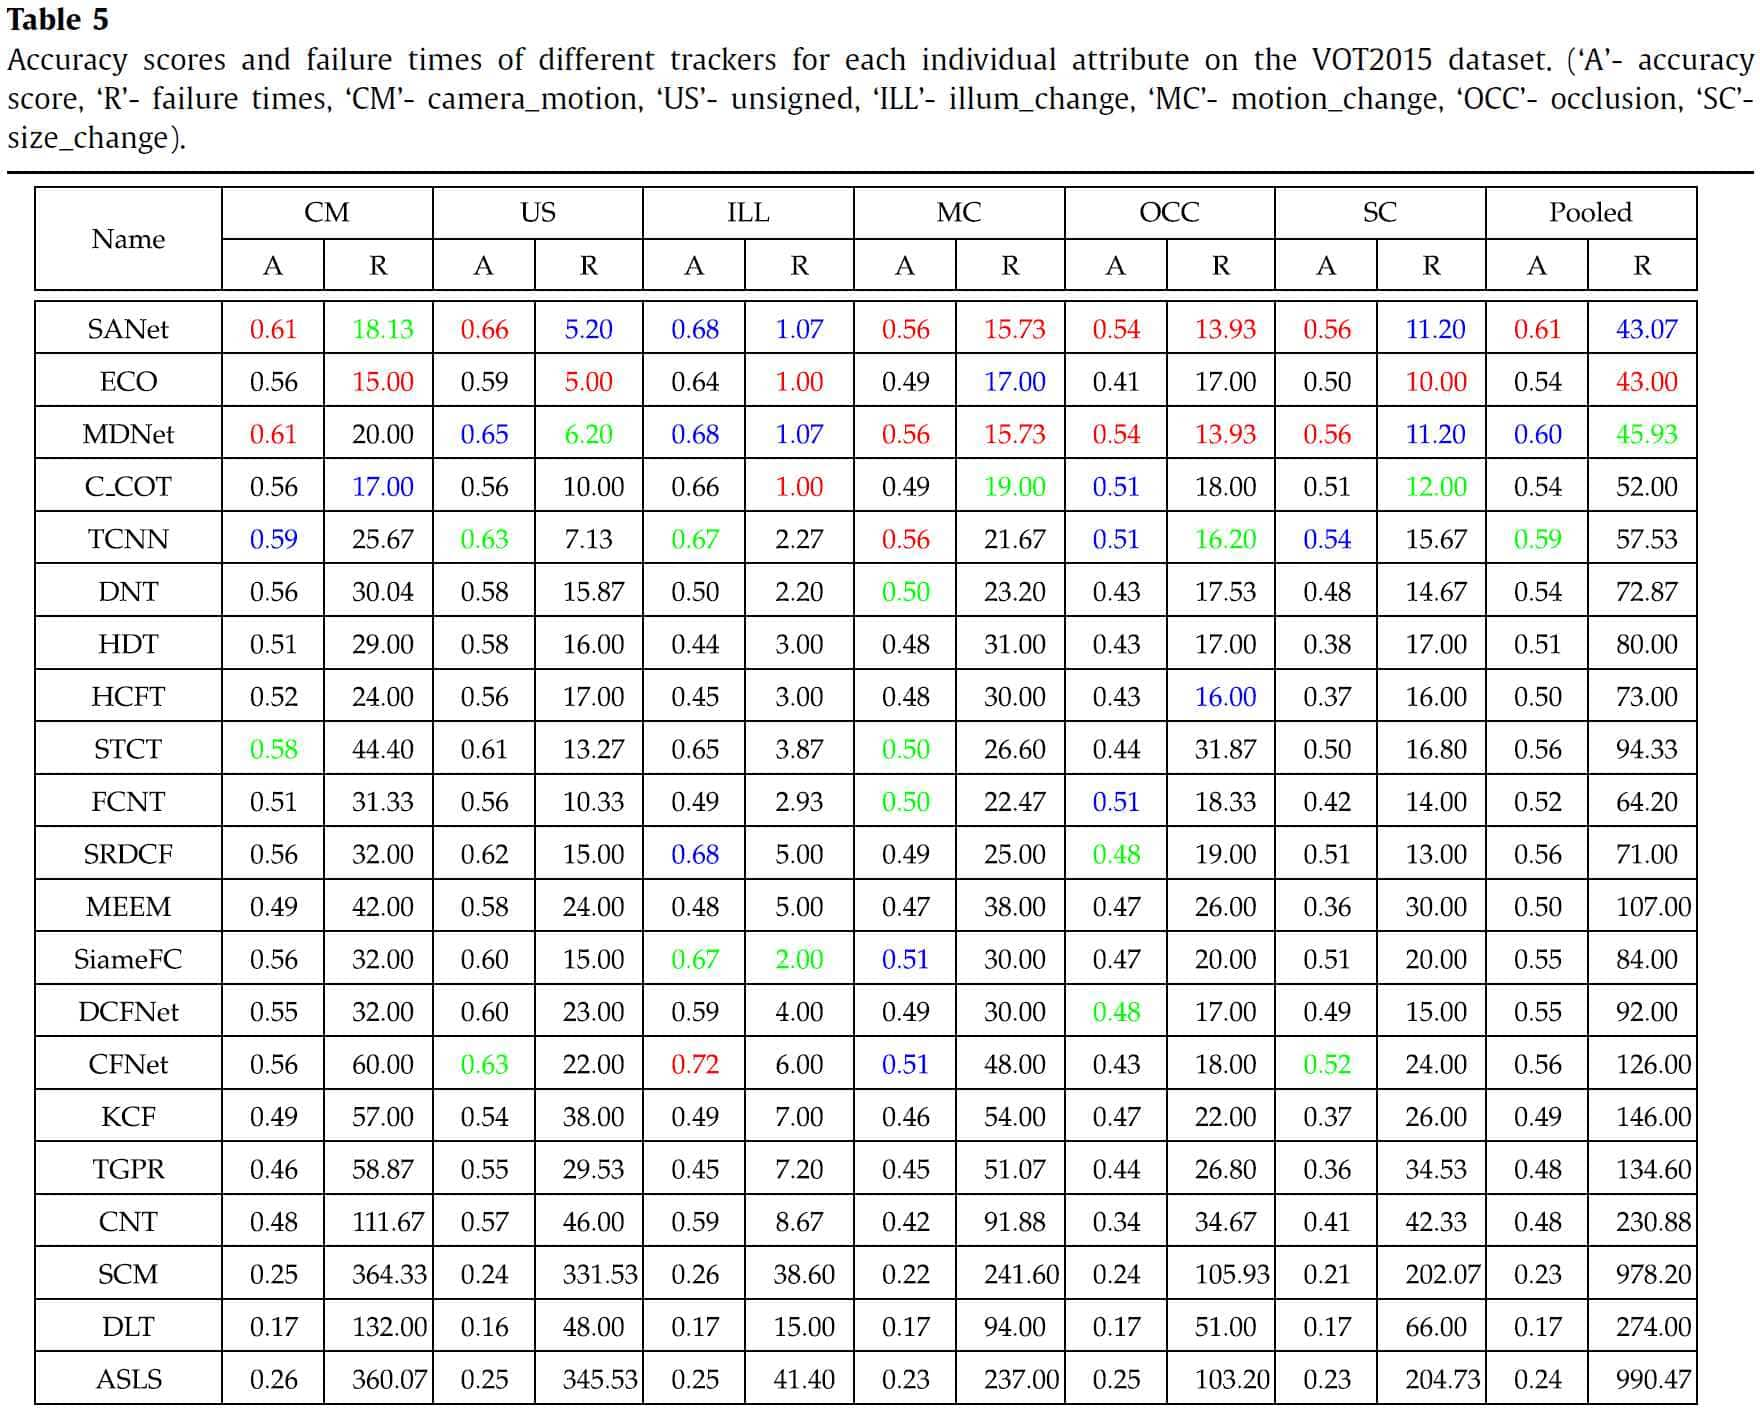 Table 5
Accuracy scores and failure times of different trackers for each individual attribute on the VOT2015 dataset. (‘A’- accuracy
score, ‘R’- failure times, ‘CM’- camera_motion, ‘US’- unsigned, ‘ILL’- illum_change, ‘MC’- motion_change, ‘OCC’- occlusion, ‘SC’-
size_change).
Name CM US ILL MC OCC SC Pooled
A R A R A R A R A R A R A R
SANet 0.61 18.13 0.66 5.20 0.68 1.07 0.56 15.73 0.54 13.93 0.56 11.20 0.61 43.07
ECO 0.56 15.00 0.59 5.00 0.64 1.00 0.49 17.00 0.41 17.00 0.50 10.00 0.54 43.00
MDNet 0.61 20.00 0.65 6.20 0.68 1.07 0.56 15.73 0.54 13.93 0.56 11.20 0.60 45.93
C_COT 0.56 17.00 0.56 10.00 0.66 1.00 0.49 19.00 0.51 18.00 0.51 12.00 0.54 52.00
TCNN 0.59 25.67 0.63 7.13 0.67 2.27 0.56 21.67 0.51 16.20 0.54 15.67 0.59 57.53
DNT 0.56 30.04 0.58 15.87 0.50 2.20 0.50 23.20 0.43 17.53 0.48 14.67 0.54 72.87
HDT 0.51 29.00 0.58 16.00 0.44 3.00 0.48 31.00 0.43 17.00 0.38 17.00 0.51 80.00
HCFT 0.52 24.00 0.56 17.00 0.45 3.00 0.48 30.00 0.43 16.00 0.37 16.00 0.50 73.00
STCT 0.58 44.40 0.61 13.27 0.65 3.87 0.50 26.60 0.44 31.87 0.50 16.80 0.56 94.33
FCNT 0.51 31.33 0.56 10.33 0.49 2.93 0.50 22.47 0.51 18.33 0.42 14.00 0.52 64.20
SRDCF 0.56 32.00 0.62 15.00 0.68 5.00 0.49 25.00 0.48 19.00 0.51 13.00 0.56 71.00
MEEM 0.49 42.00 0.58 24.00 0.48 5.00 0.47 38.00 0.47 26.00 0.36 30.00 0.50 107.00
SiameFC 0.56 32.00 0.60 15.00 0.67 2.00 0.51 30.00 0.47 20.00 0.51 20.00 0.55 84.00
DCFNet 0.55 32.00 0.60 23.00 0.59 4.00 0.49 30.00 0.48 17.00 0.49 15.00 0.55 92.00
CFNet 0.56 60.00 0.63 22.00 0.72 6.00 0.51 48.00 0.43 18.00 0.52 24.00 0.56 126.00
KCF 0.49 57.00 0.54 38.00 0.49 7.00 0.46 54.00 0.47 22.00 0.37 26.00 0.49 146.00
TGPR 0.46 58.87 0.55 29.53 0.45 7.20 0.45 51.07 0.44 26.80 0.36 34.53 0.48 134.60
CNT 0.48 111.67 0.57 46.00 0.59 8.67 0.42 91.88 0.34 34.67 0.41 42.33 0.48 230.88
SCM 0.25 364.33 0.24 331.53 0.26 38.60 0.22 241.60 0.24 105.93 0.21 202.07 0.23 978.20
DLT 0.17 132.00 0.16 48.00 0.17 15.00 0.17 94.00 0.17 51.00 0.17 66.00 0.17 274.00
ASLS 0.26 360.07 0.25 345.53 0.25 41.40 0.23 237.00 0.25 103.20 0.23 204.73 0.24 990.47